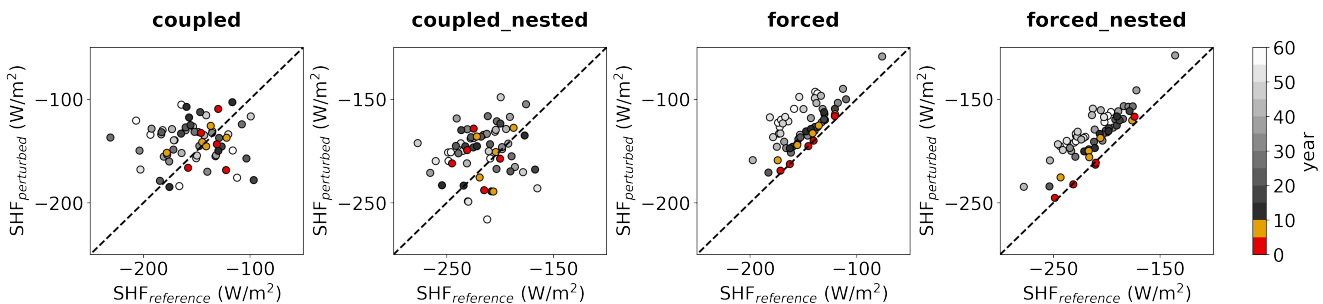 coupled
coupled_nested
forced
forced_nested
SHF_perturbed (W/m²)
−100
−200
−200
−100
SHF_reference (W/m²)
SHF_perturbed (W/m²)
−150
−250
−250
−150
SHF_reference (W/m²)
SHF_perturbed (W/m²)
−100
−200
−200
−100
SHF_reference (W/m²)
SHF_perturbed (W/m²)
−150
−250
−250
−150
SHF_reference (W/m²)
60
50
40
30
20
10
0
year